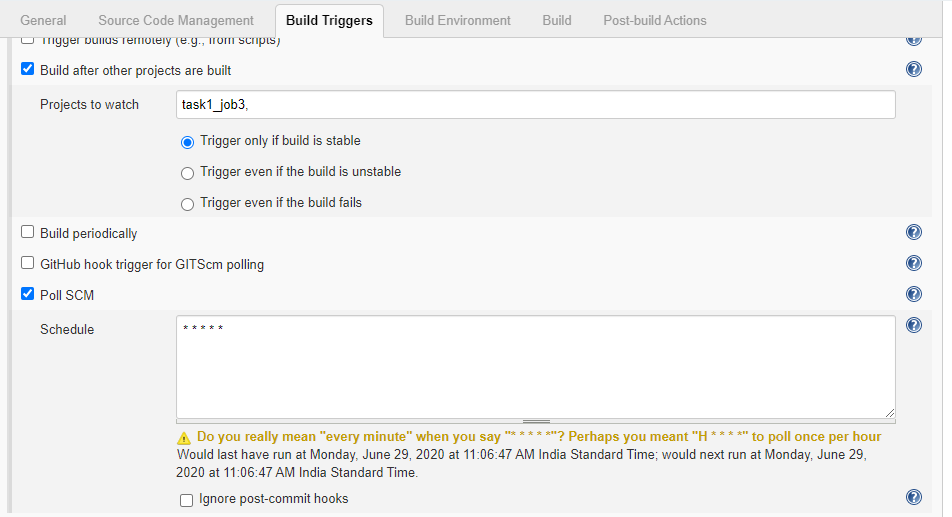 General Source Code Management Build Triggers Build Environment Build Post-build Actions
Trigger builds remotely (e.g., from scripts)
Build after other projects are built
Projects to watch task1_job3,
Trigger only if build is stable
Trigger even if the build is unstable
Trigger even if the build fails
Build periodically
GitHub hook trigger for GITScm polling
Poll SCM
Schedule * * * * *
Do you really mean "every minute" when you say "* * * * *"? Perhaps you meant "H * * * *" to poll once per hour
Would last have run at Monday, June 29, 2020 at 11:06:47 AM India Standard Time; would next run at Monday, June 29,
2020 at 11:06:47 AM India Standard Time.
Ignore post-commit hooks